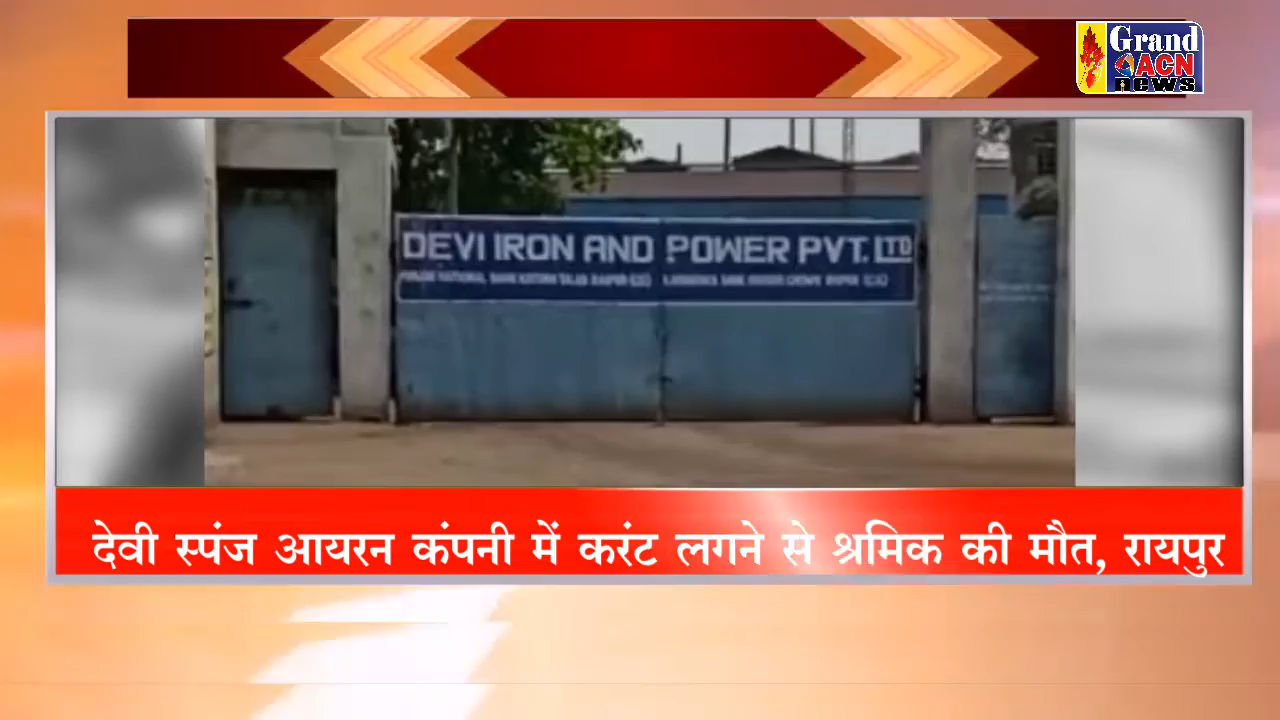 Grand
ACN
news
DEVI IRON AND POWER PVT. LTD
देवी स्पंज आयरन कंपनी में करंट लगने से श्रमिक की मौत, रायपुर